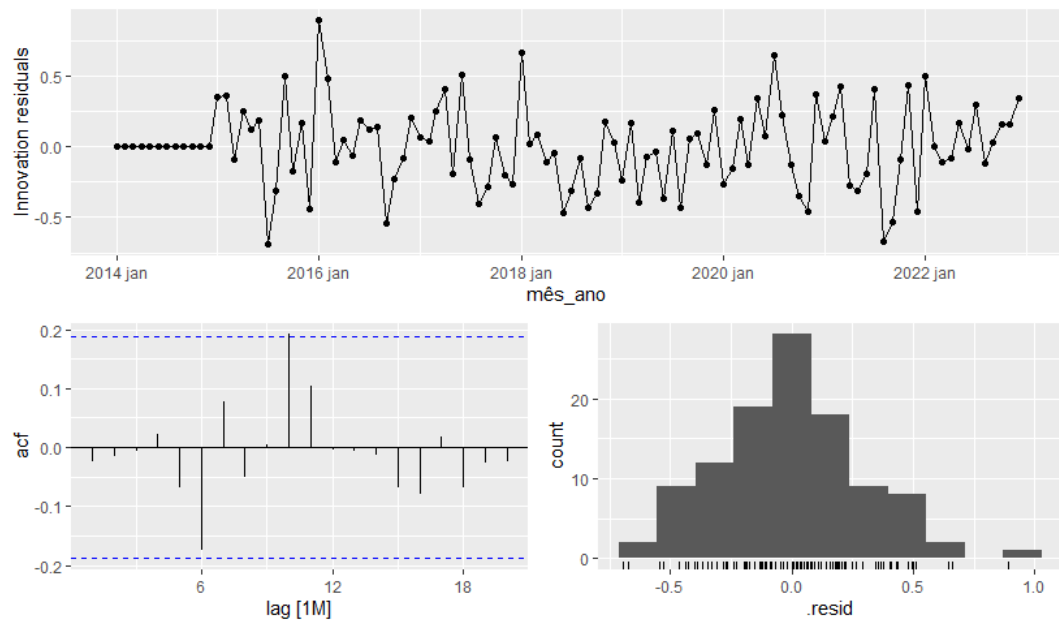 Innovation residuals
0.5
0.0
-0.5
2014 jan
2016 jan
2018 jan
2020 jan
2022 jan
mês_ano
acf
0.2
0.1
0.0
-0.1
-0.2
6
12
18
lag [1M]
count
20
10
0
-0.5
0.0
0.5
1.0
.resid